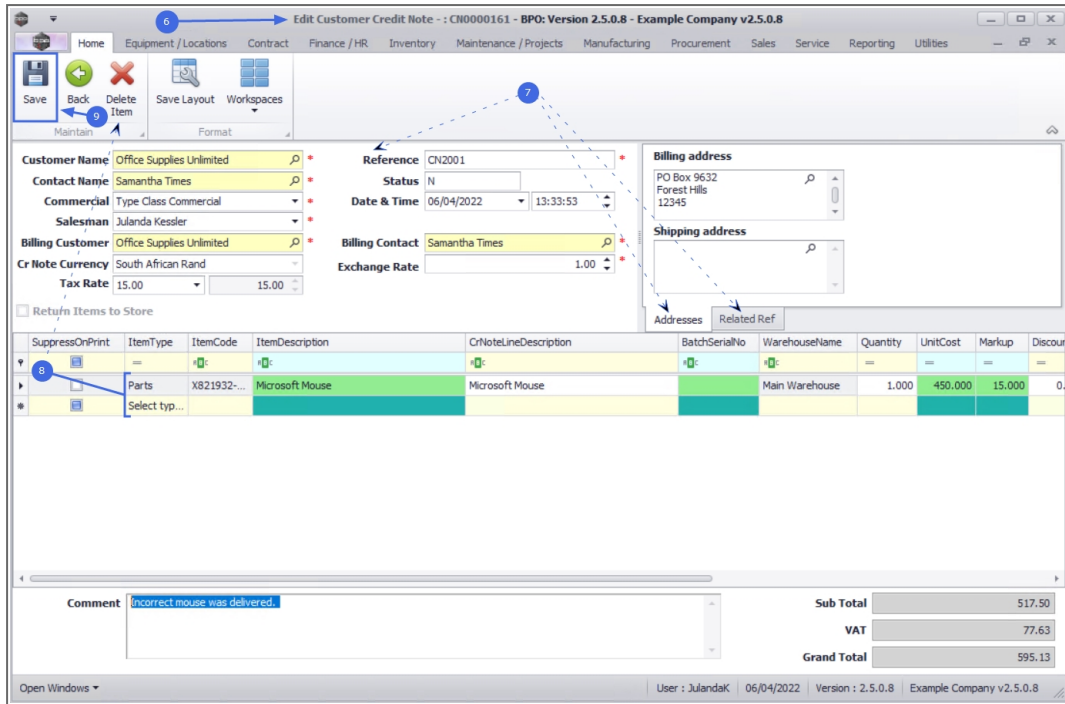 6
Edit Customer Credit Note - : CN0000161 - BPO: Version 2.5.0.8 - Example Company v2.5.0.8
Home Equipment / Locations Contract Finance / HR Inventory Maintenance / Projects Manufacturing Procurement Sales Service Reporting Utilities
Save Back Delete Item Save Layout Workspaces
9
7
Maintain Format
Customer Name Office Supplies Unlimited * Reference CN2001 * Billing address
Contact Name Samantha Times * Status N PO Box 9632
Forest Hills
12345
Commercial Type Class Commercial * Date & Time 06/04/2022 13:33:53
Salesman Julanda Kessler * Shipping address
Billing Customer Office Supplies Unlimited * Billing Contact Samantha Times *
Cr Note Currency South African Rand Exchange Rate 1.00 *
Tax Rate 15.00 15.00
Return Items to Store
Addresses Related Ref
SuppressOnPrint ItemType ItemCode ItemDescription CrNoteLineDescription BatchSerialNo WarehouseName Quantity UnitCost Markup Discoun
= = = = =
8
Parts X821932-... Microsoft Mouse Microsoft Mouse Main Warehouse 1.000 450.000 15.000 0.
Select typ...
Comment Incorrect mouse was delivered.
Sub Total 517.50
VAT 77.63
Grand Total 595.13
Open Windows User : JulandaK 06/04/2022 Version : 2.5.0.8 Example Company v2.5.0.8